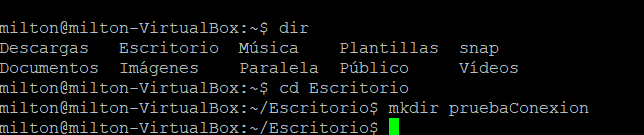 milton@milton-VirtualBox:~$ dir
Descargas   Escritorio  Música    Plantillas  snap
Documentos  Imágenes    Paralela  Público     Vídeos
milton@milton-VirtualBox:~$ cd Escritorio
milton@milton-VirtualBox:~/Escritorio$ mkdir pruebaConexion
milton@milton-VirtualBox:~/Escritorio$